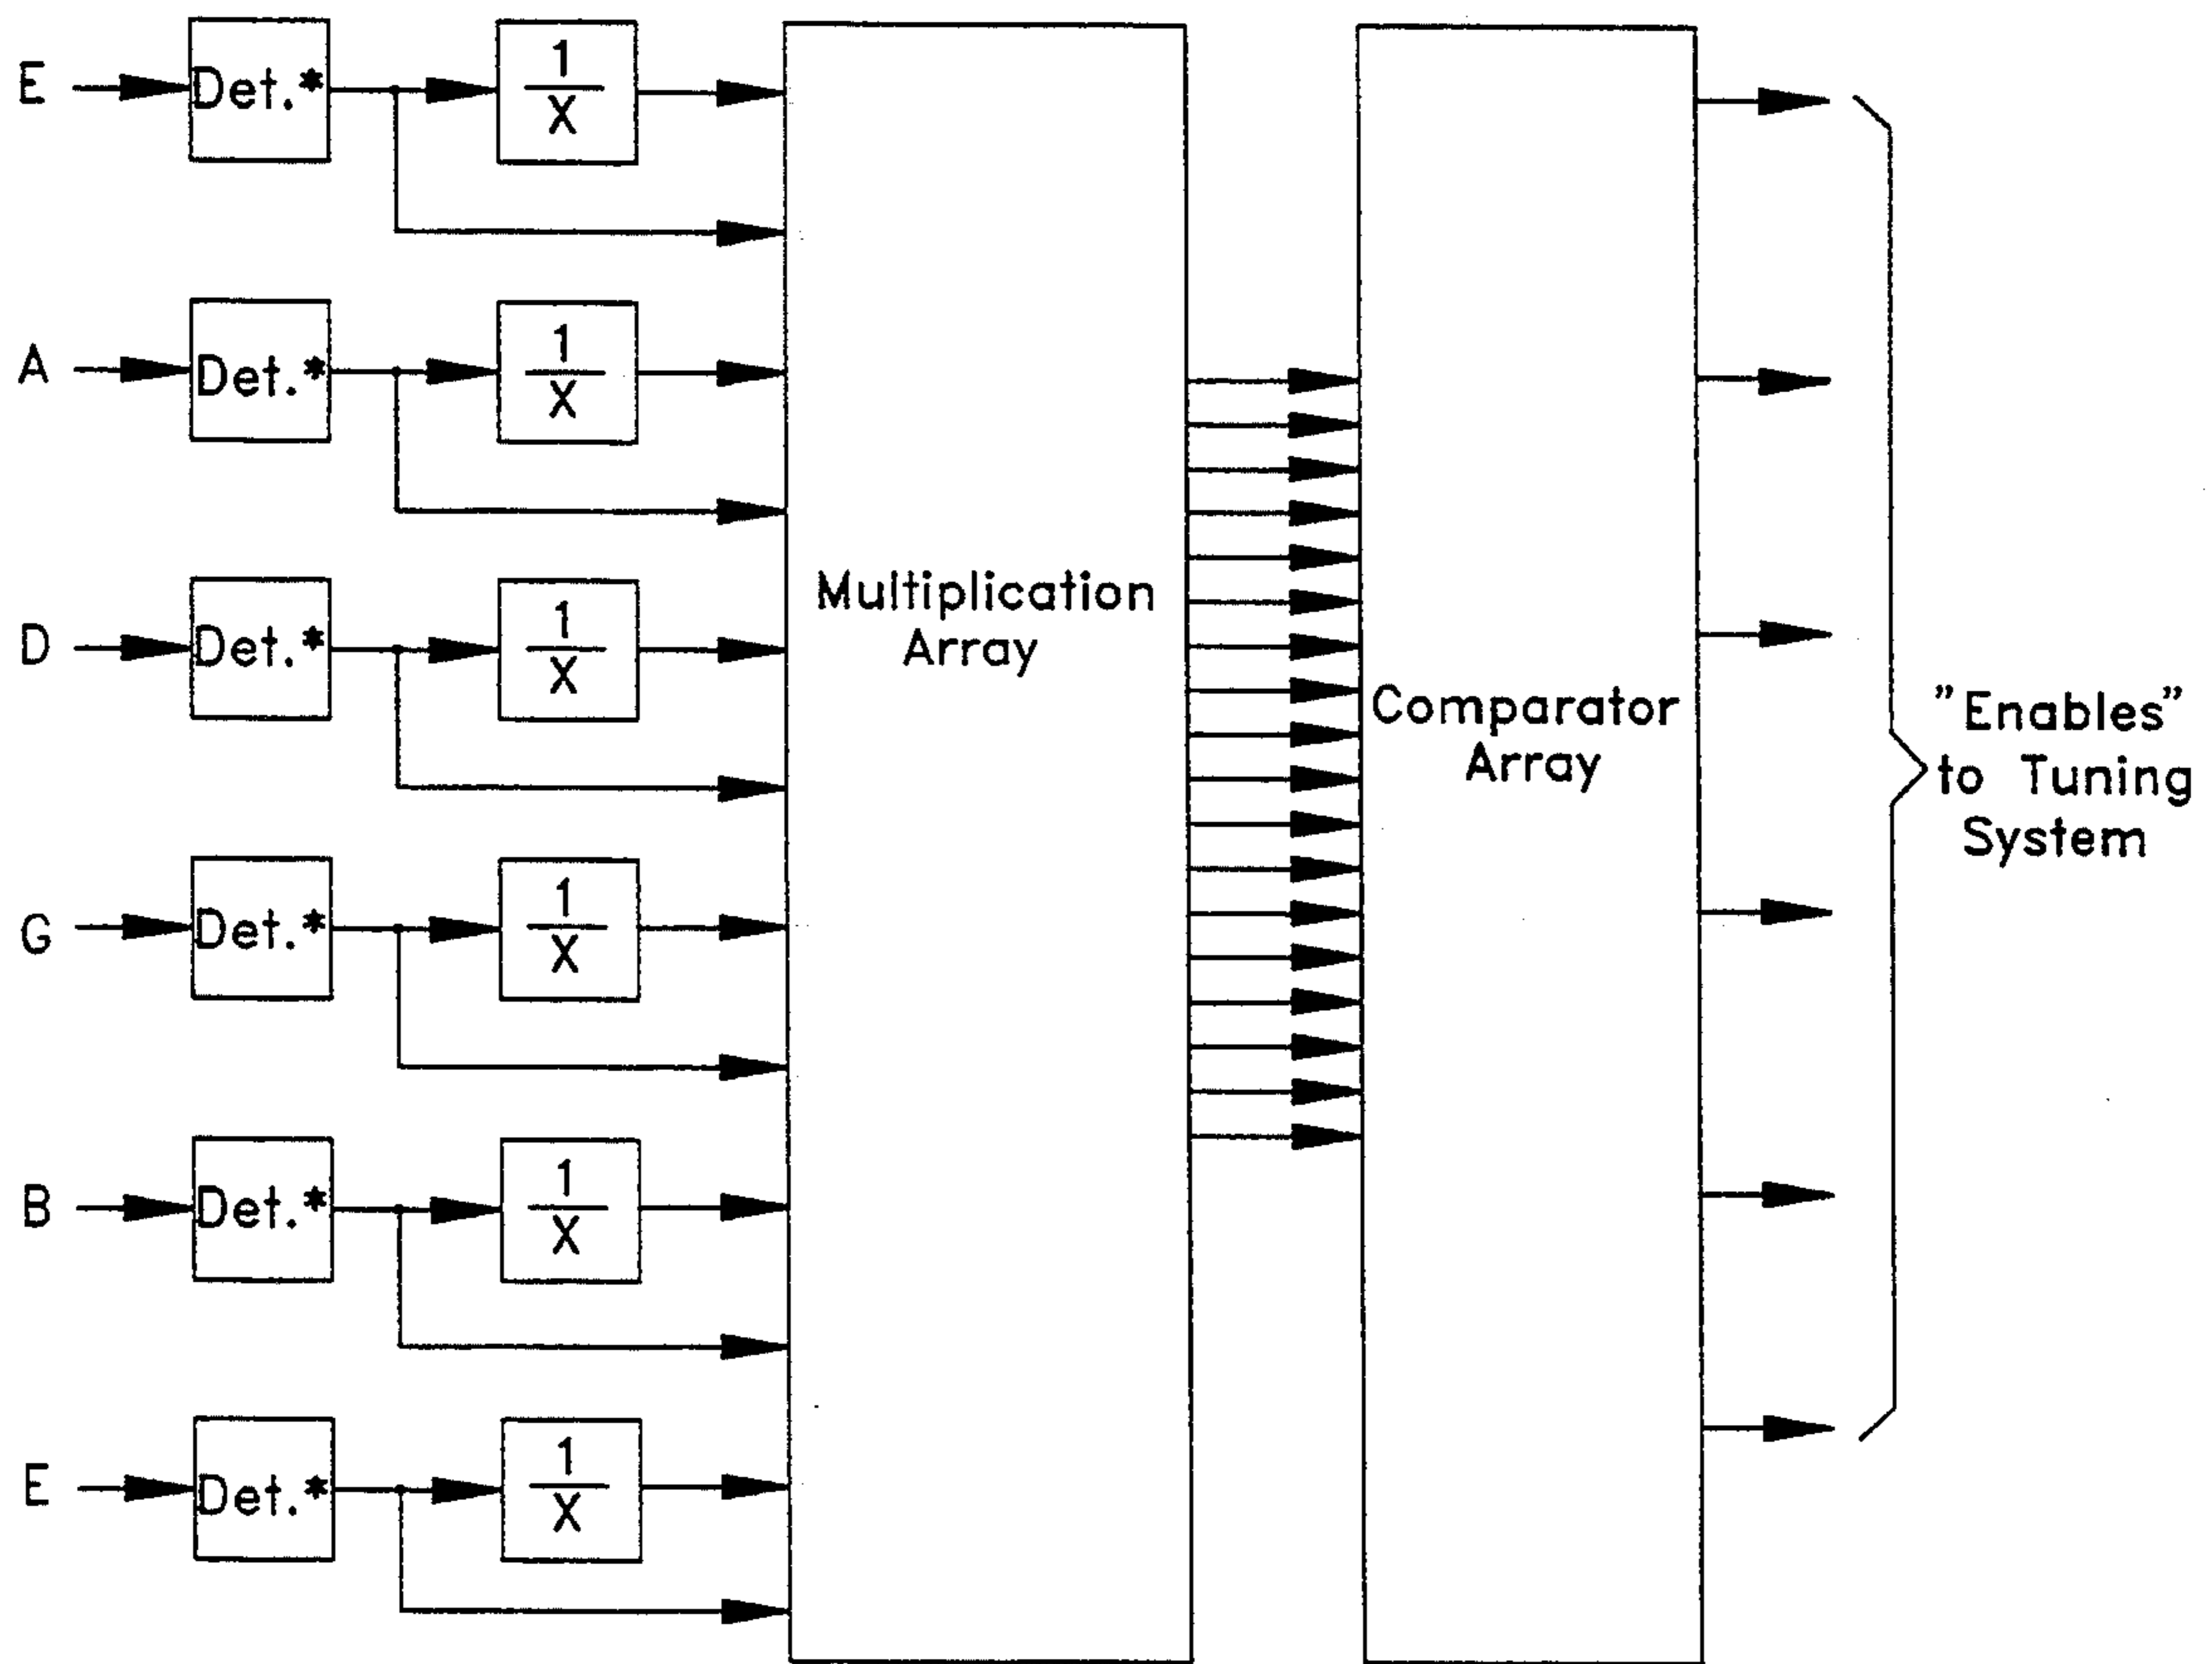 E
Det.*
1
X
A
Det.*
1
X
D
Det.*
1
X
G
Det.*
1
X
B
Det.*
1
X
E
Det.*
1
X
Multiplication
Array
Comparator
Array
"Enables"
to Tuning
System